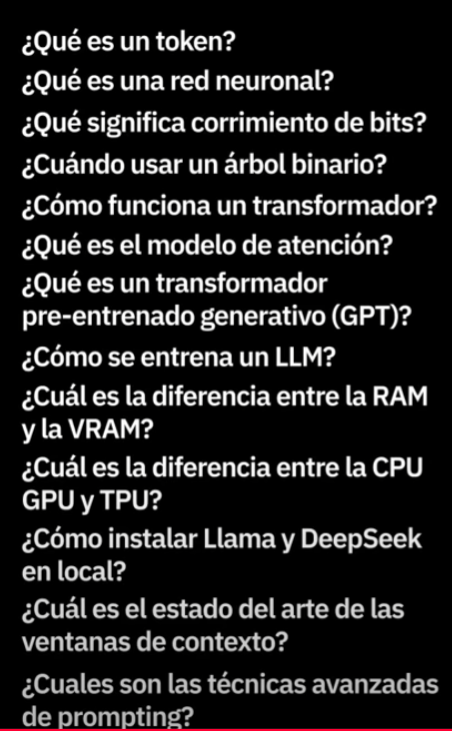 ¿Qué es un token?
¿Qué es una red neuronal?
¿Qué significa corrimiento de bits?
¿Cuándo usar un árbol binario?
¿Cómo funciona un transformador?
¿Qué es el modelo de atención?
¿Qué es un transformador
pre-entrenado generativo (GPT)?
¿Cómo se entrena un LLM?
¿Cuál es la diferencia entre la RAM
y la VRAM?
¿Cuál es la diferencia entre la CPU
GPU y TPU?
¿Cómo instalar Llama y DeepSeek
en local?
¿Cuál es el estado del arte de las
ventanas de contexto?
¿Cuales son las técnicas avanzadas
de prompting?